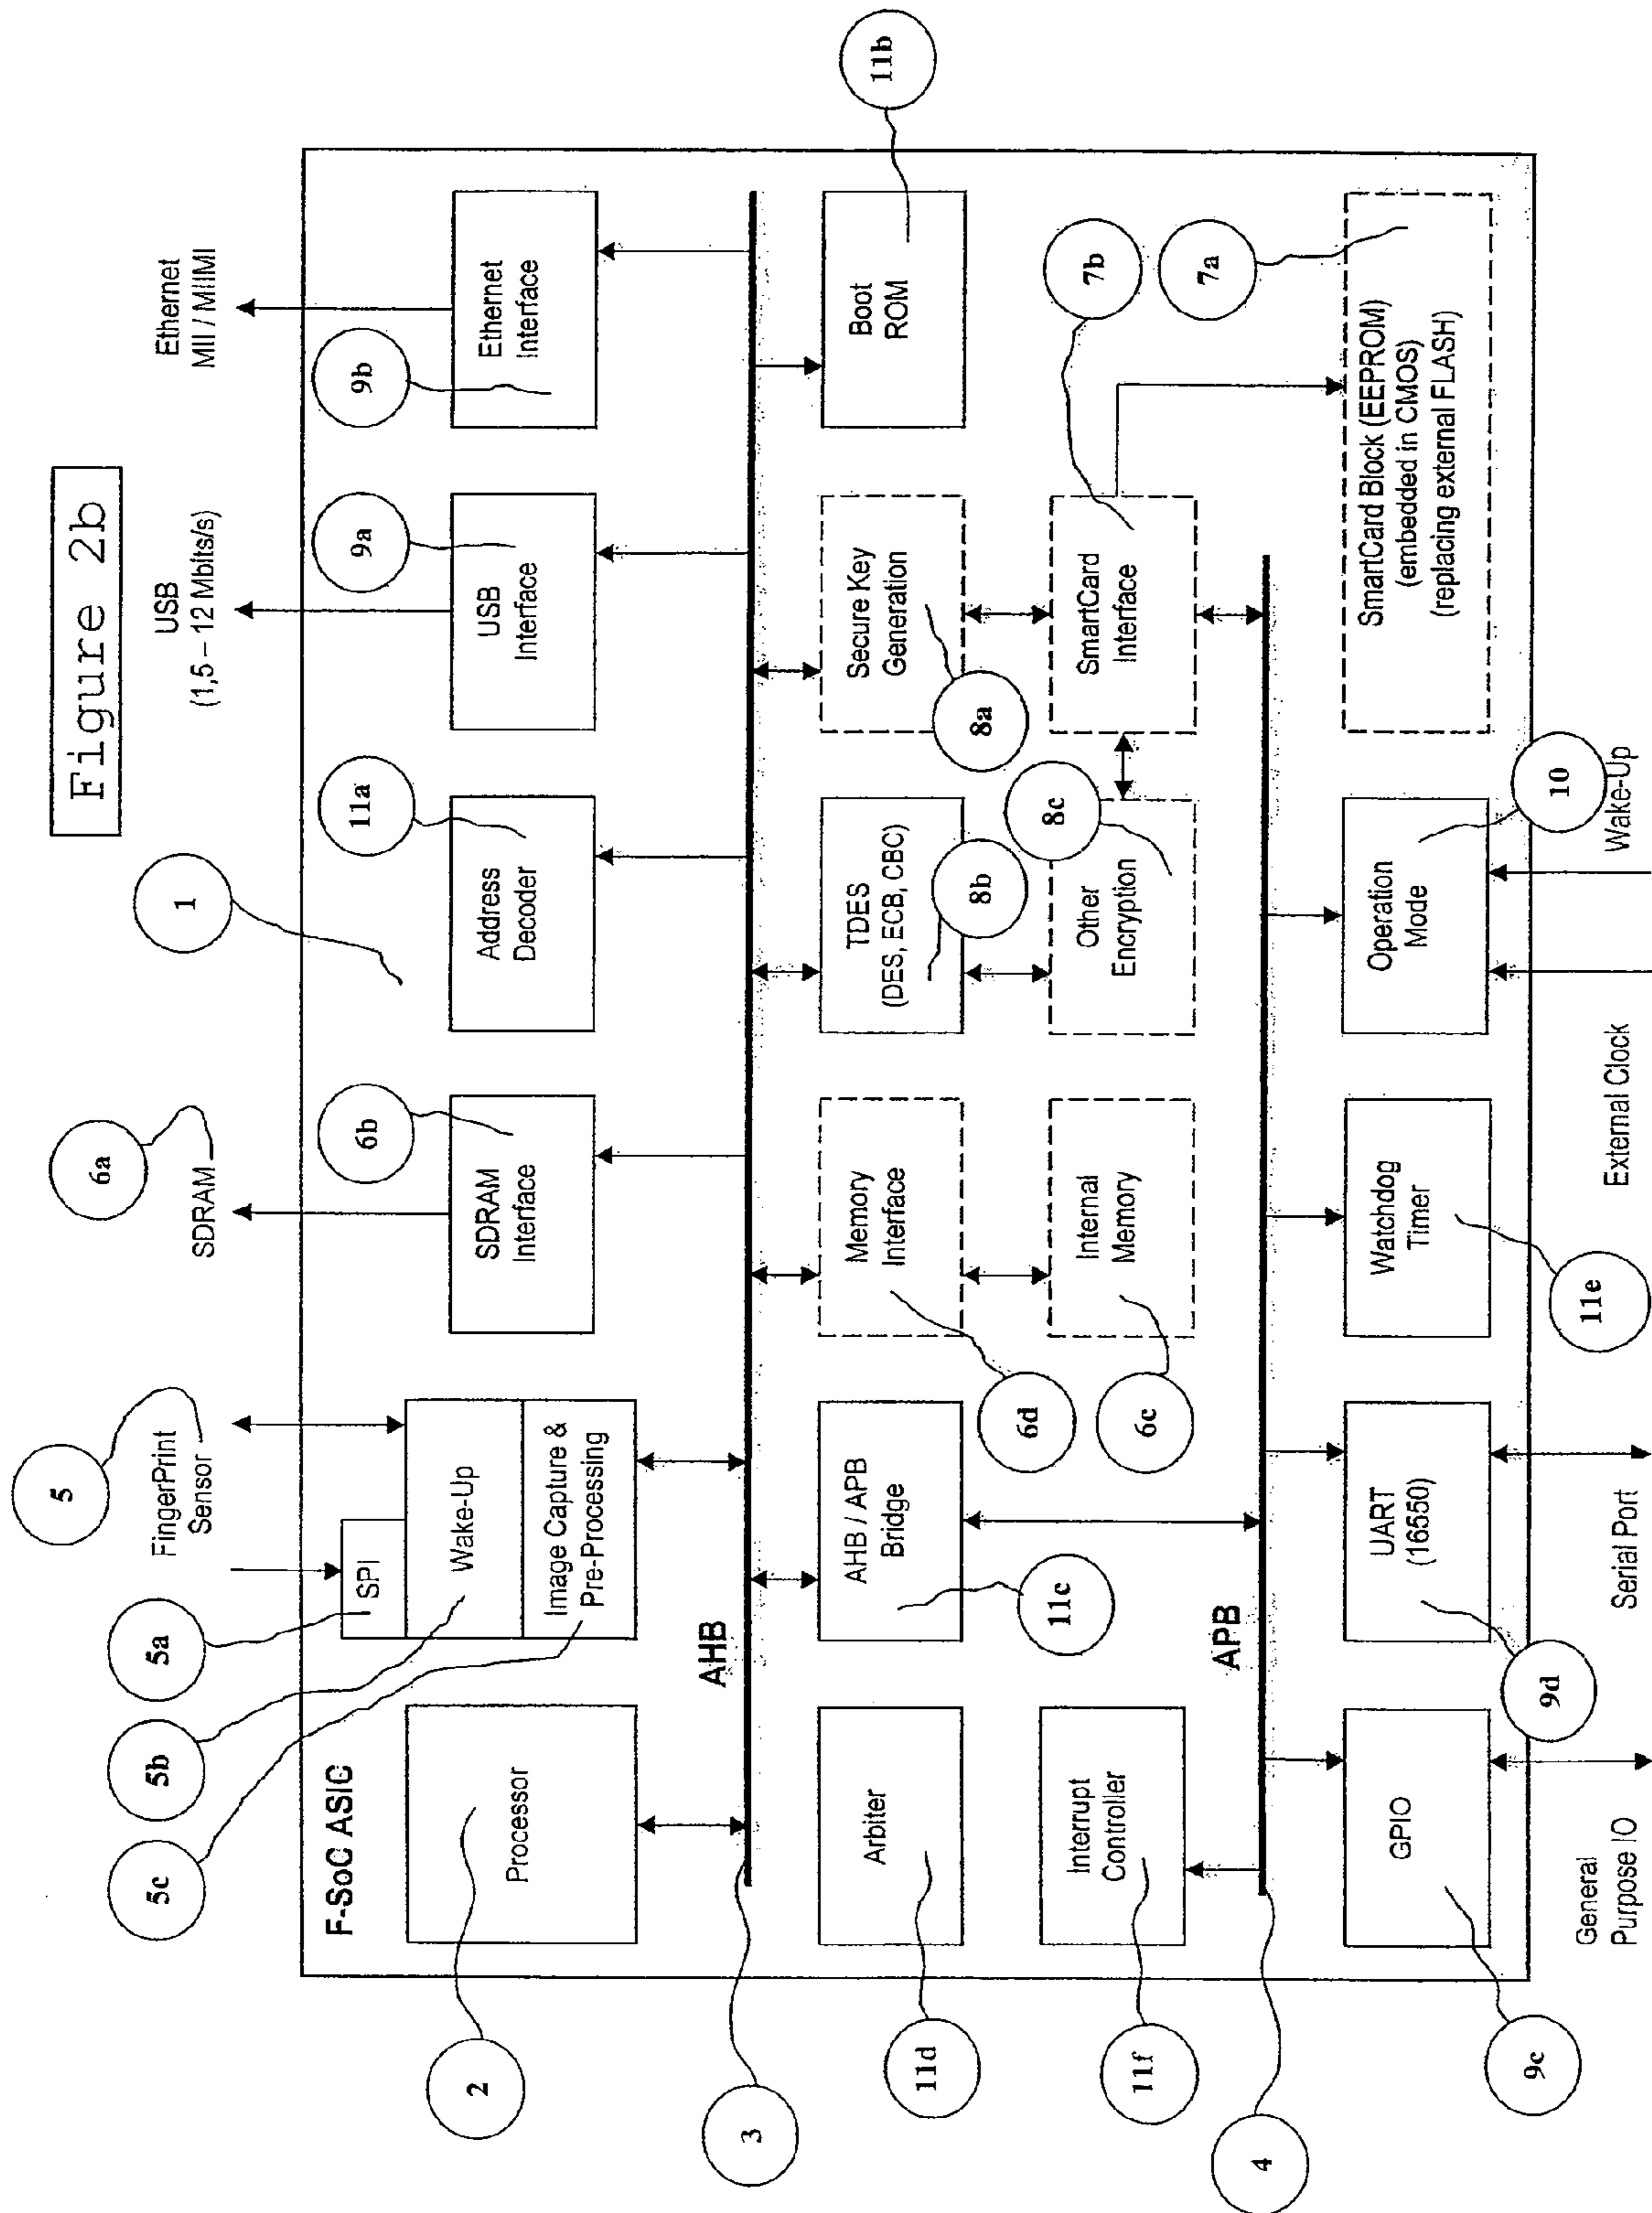 Figure 2b
5
6a
1
FingerPrint
Sensor
SDRAM
USB
(1,5 – 12 Mbits/s)
Ethernet
MII / MIIMI
5a
5b
5c
6b
11a
9a
9b
F-SoC ASIC
SPI
Wake-Up
Image Capture &
Pre-Processing
Processor
SDRAM
Interface
Address
Decoder
USB
Interface
Ethernet
Interface
2
AHB
3
Arbiter
AHB / APB
Bridge
Memory
Interface
TDES
(DES, ECB, CBC)
Secure Key
Generation
Boot
ROM
11b
11d
11c
6d
8b
8a
Interrupt
Controller
Internal
Memory
Other
Encryption
SmartCard
Interface
11f
6c
8c
7b
7a
APB
4
GPIO
UART
(16550)
Watchdog
Timer
Operation
Mode
SmartCard Block (EEPROM)
(embedded in CMOS)
(replacing external FLASH)
9c
9d
11e
10
General
Purpose IO
Serial Port
External Clock
Wake-Up